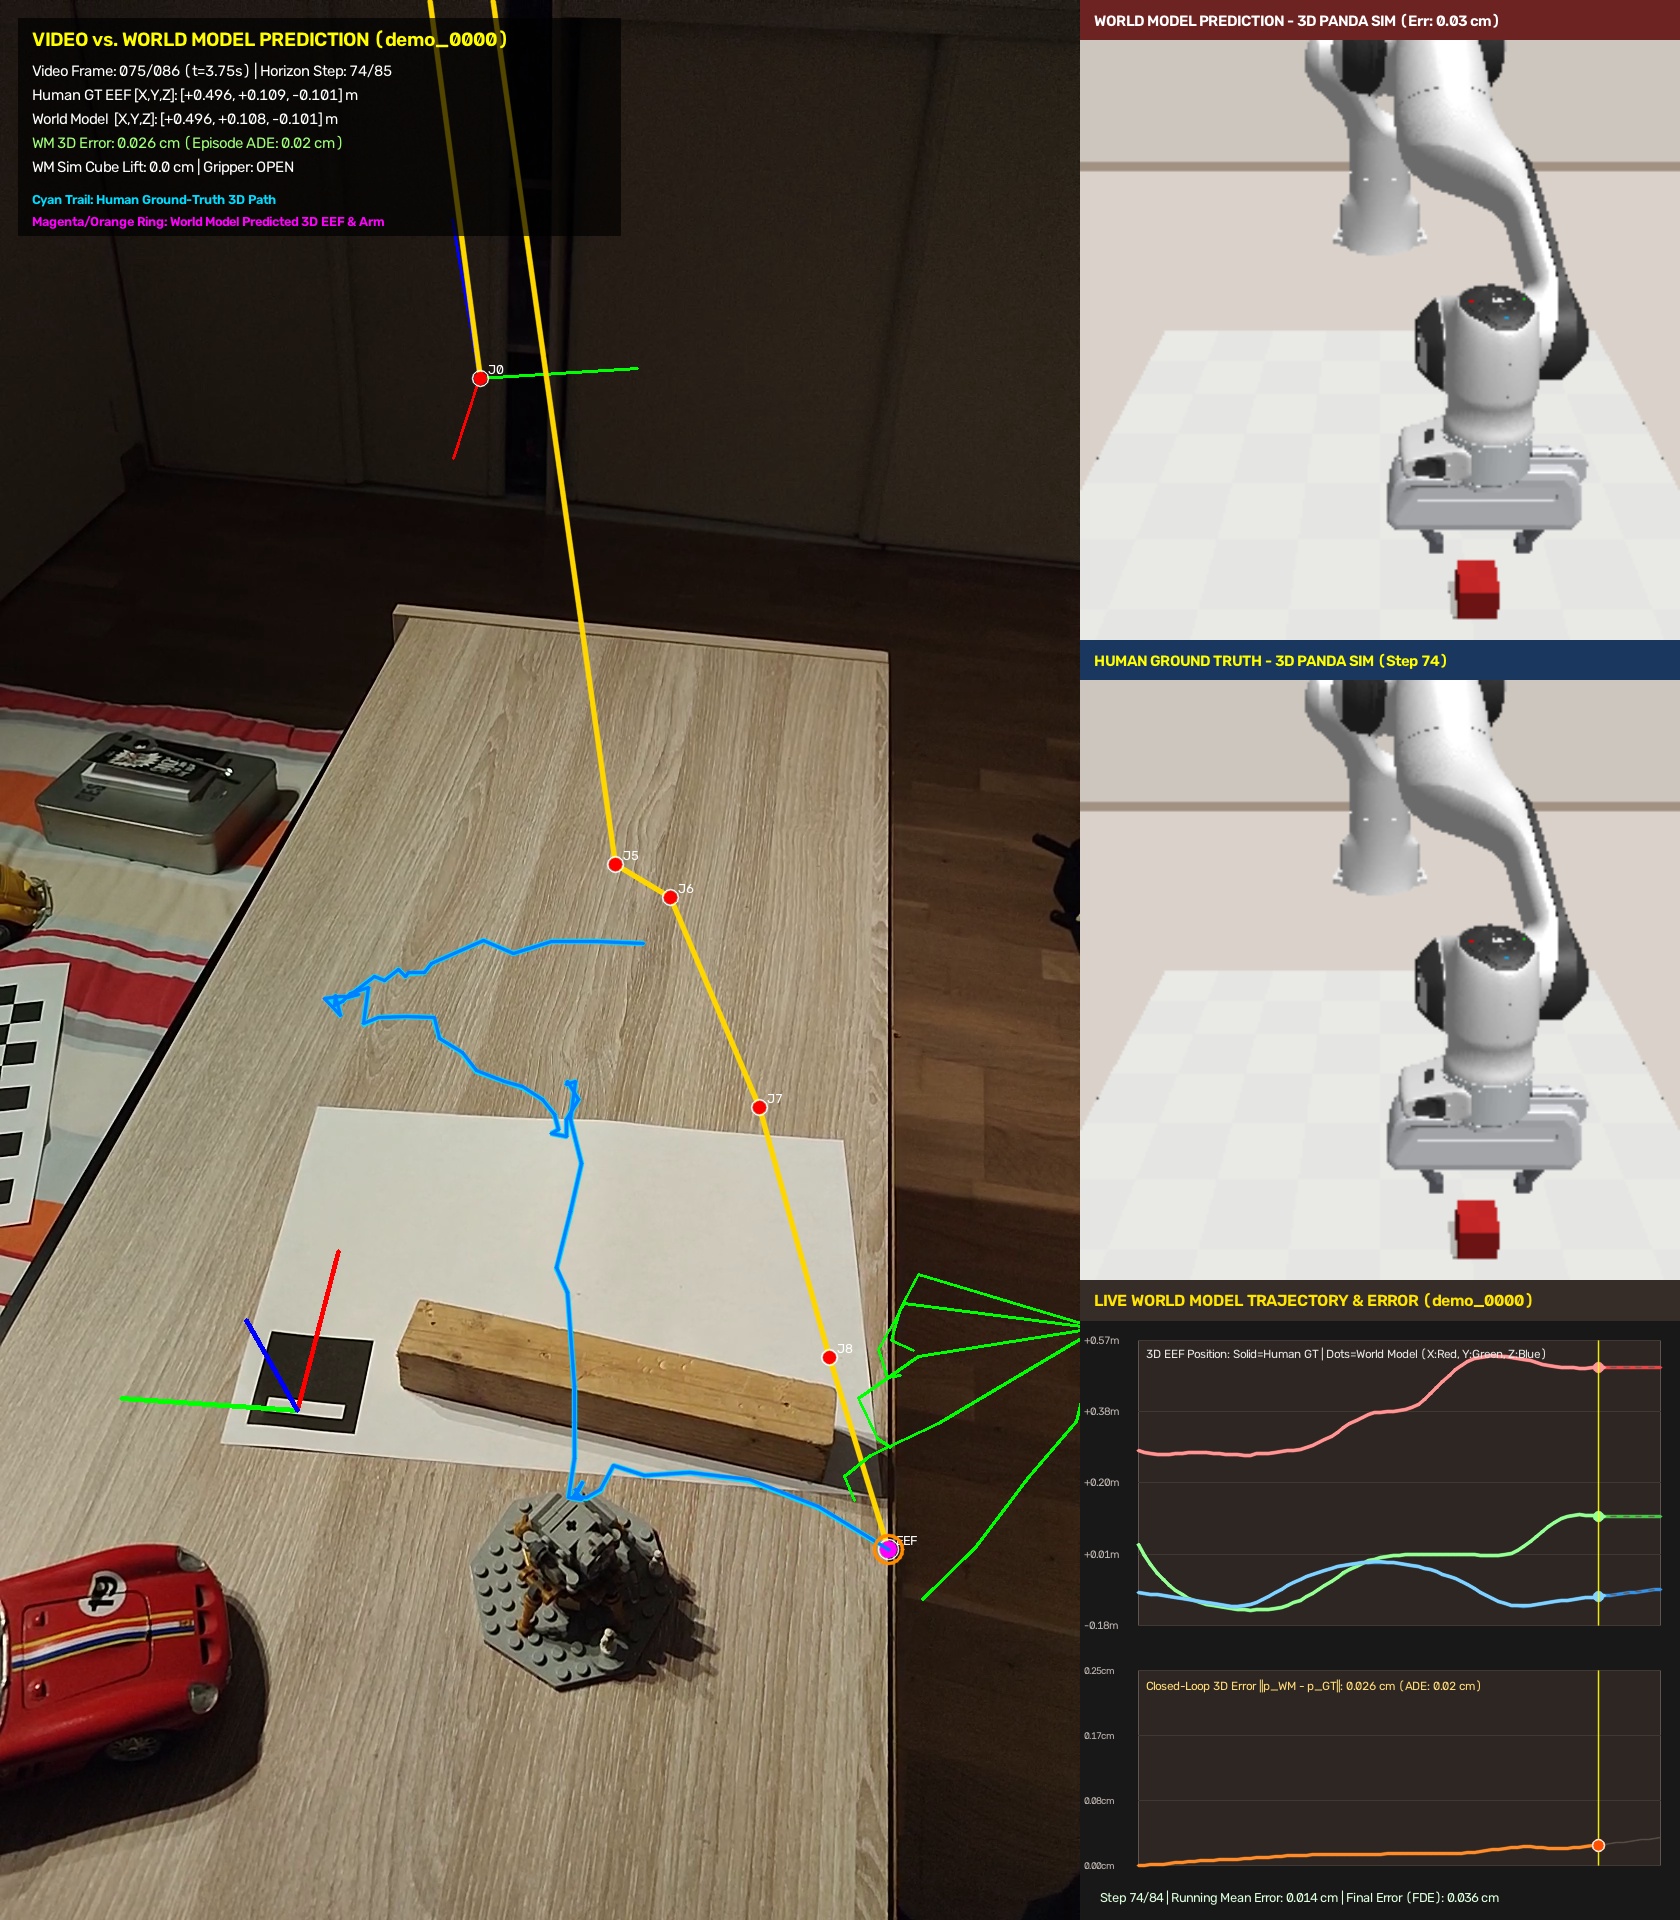 VIDEO vs. WORLD MODEL PREDICTION (demo_0000)
Video Frame: 075/086 (t=3.75s) | Horizon Step: 74/85
Human GT EEF [X,Y,Z]: [+0.496, +0.109, -0.101] m
World Model [X,Y,Z]: [+0.496, +0.108, -0.101] m
WM 3D Error: 0.026 cm (Episode ADE: 0.02 cm)
WM Sim Cube Lift: 0.0 cm | Gripper: OPEN
Cyan Trail: Human Ground-Truth 3D Path
Magenta/Orange Ring: World Model Predicted 3D EEF & Arm
J0
J5
J6
J7
J8
EEF
61
WORLD MODEL PREDICTION - 3D PANDA SIM (Err: 0.03 cm)
HUMAN GROUND TRUTH - 3D PANDA SIM (Step 74)
LIVE WORLD MODEL TRAJECTORY & ERROR (demo_0000)
+0.57m
3D EEF Position: Solid=Human GT | Dots=World Model (X:Red, Y:Green, Z:Blue)
+0.38m
+0.20m
+0.01m
-0.18m
0.25cm
Closed-Loop 3D Error ||p_WM - p_GT||: 0.026 cm (ADE: 0.02 cm)
0.17cm
0.08cm
0.00cm
Step 74/84 | Running Mean Error: 0.014 cm | Final Error (FDE): 0.036 cm